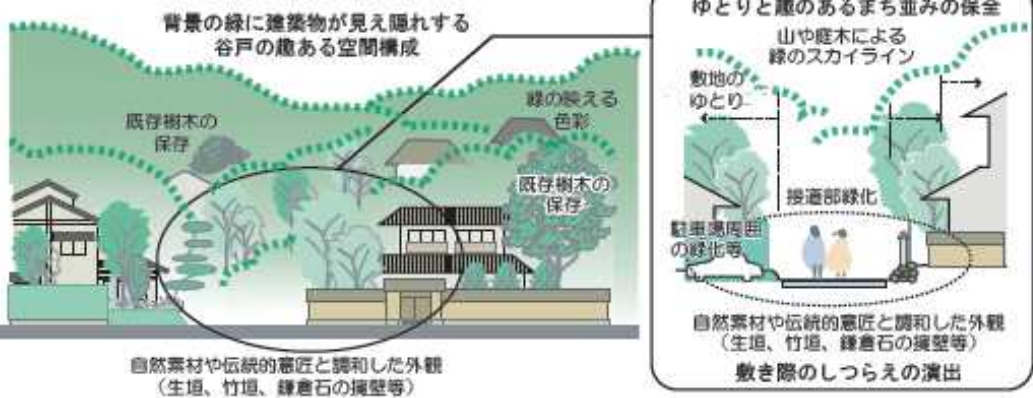 背景の緑に建築物が見え隠れする
谷戸の趣ある空間構成
既存樹木の
保存
緑の映える
色彩
既存樹木の
保存
自然素材や伝統的意匠と調和した外観
（生垣、竹垣、鎌倉石の擁壁等）
ゆとりと趣のあるまち並みの保全
山や庭木による
緑のスカイライン
敷地の
ゆとり
接道部緑化
駐車場周囲
の緑化等
自然素材や伝統的意匠と調和した外観
（生垣、竹垣、鎌倉石の擁壁等）
敷き際のしつらえの演出